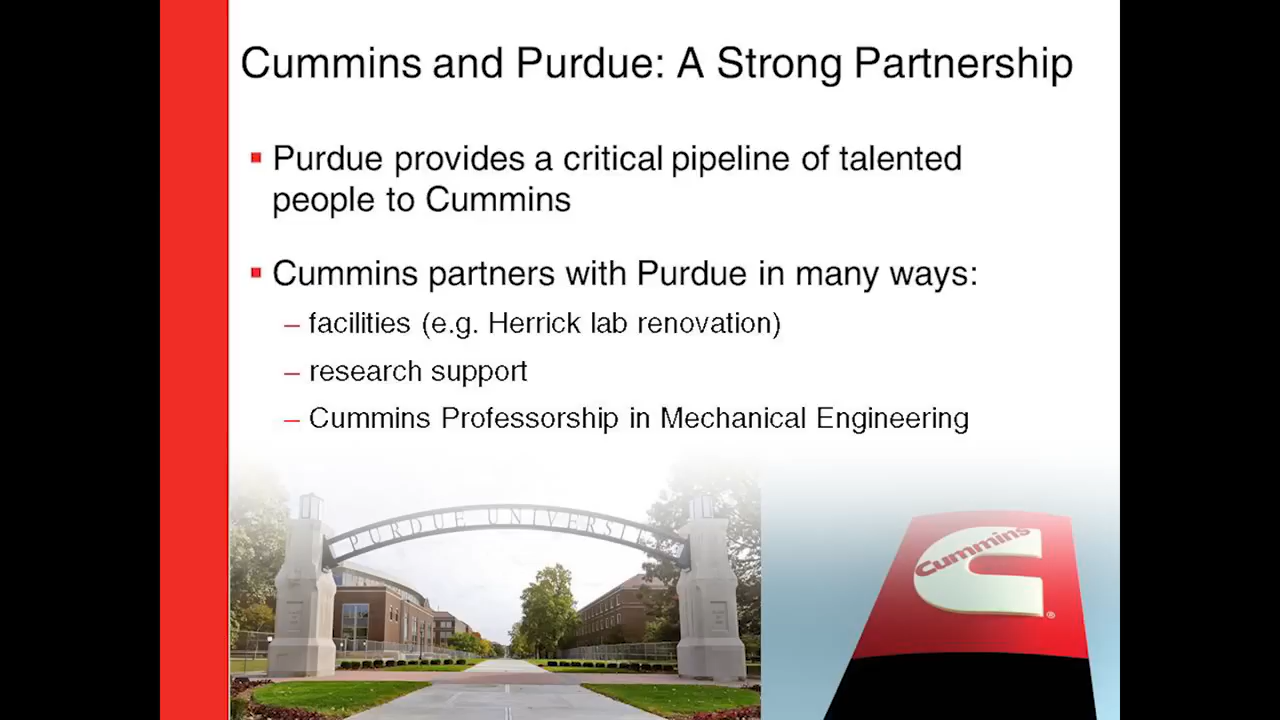 Cummins and Purdue: A Strong Partnership
▪ Purdue provides a critical pipeline of talented
people to Cummins
▪ Cummins partners with Purdue in many ways:
– facilities (e.g. Herrick lab renovation)
– research support
– Cummins Professorship in Mechanical Engineering
PURDUE UNIVERSI
Cummins
®